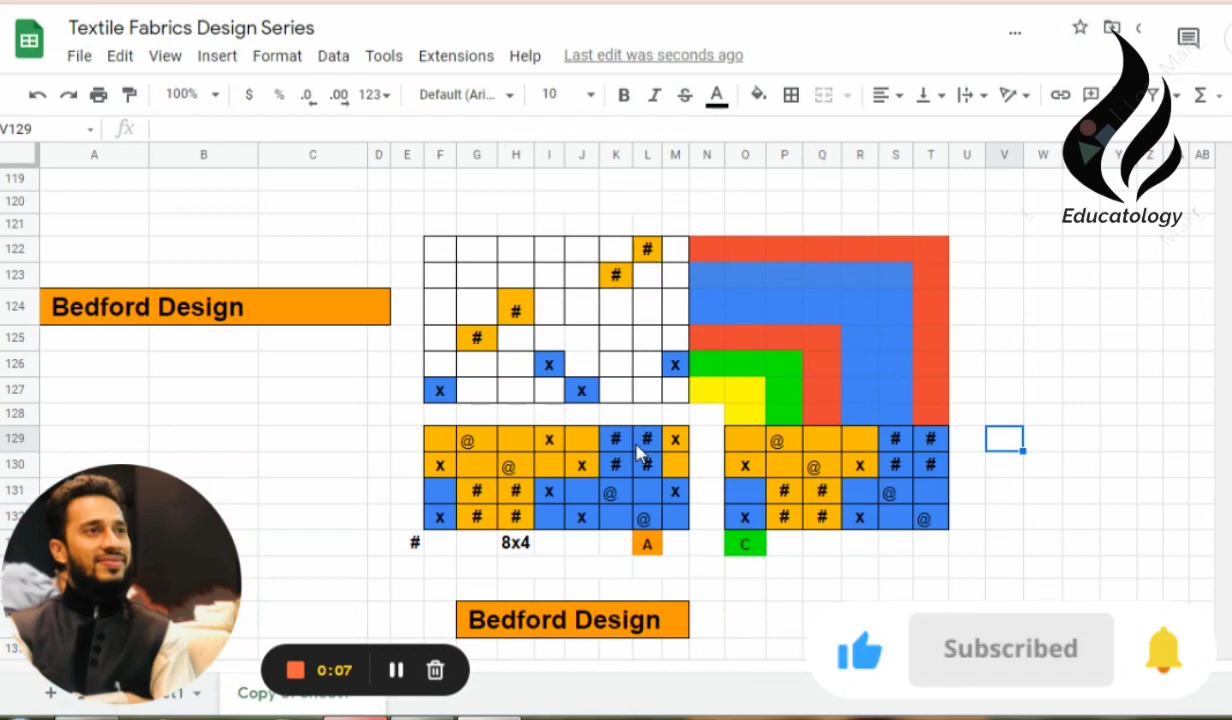 Textile Fabrics Design Series
File Edit View Insert Format Data Tools Extensions Help Last edit was seconds ago
100% $ % .0 .00 123 Default (Ari... 10 B I S A Σ
V129 fx
A B C D E F G H I J K L M N O P Q R S T U V W Y Z AB
Educatology
119
120
121
122 #
123 #
124 Bedford Design #
125 #
126 x x
127 x x
128
129 @ x # # x @ # #
130 x @ x # # x @ x # #
131 # # x @ x # # @
132 x # # x @ x # # x @
# 8x4 A C
Bedford Design
0:07
Subscribed